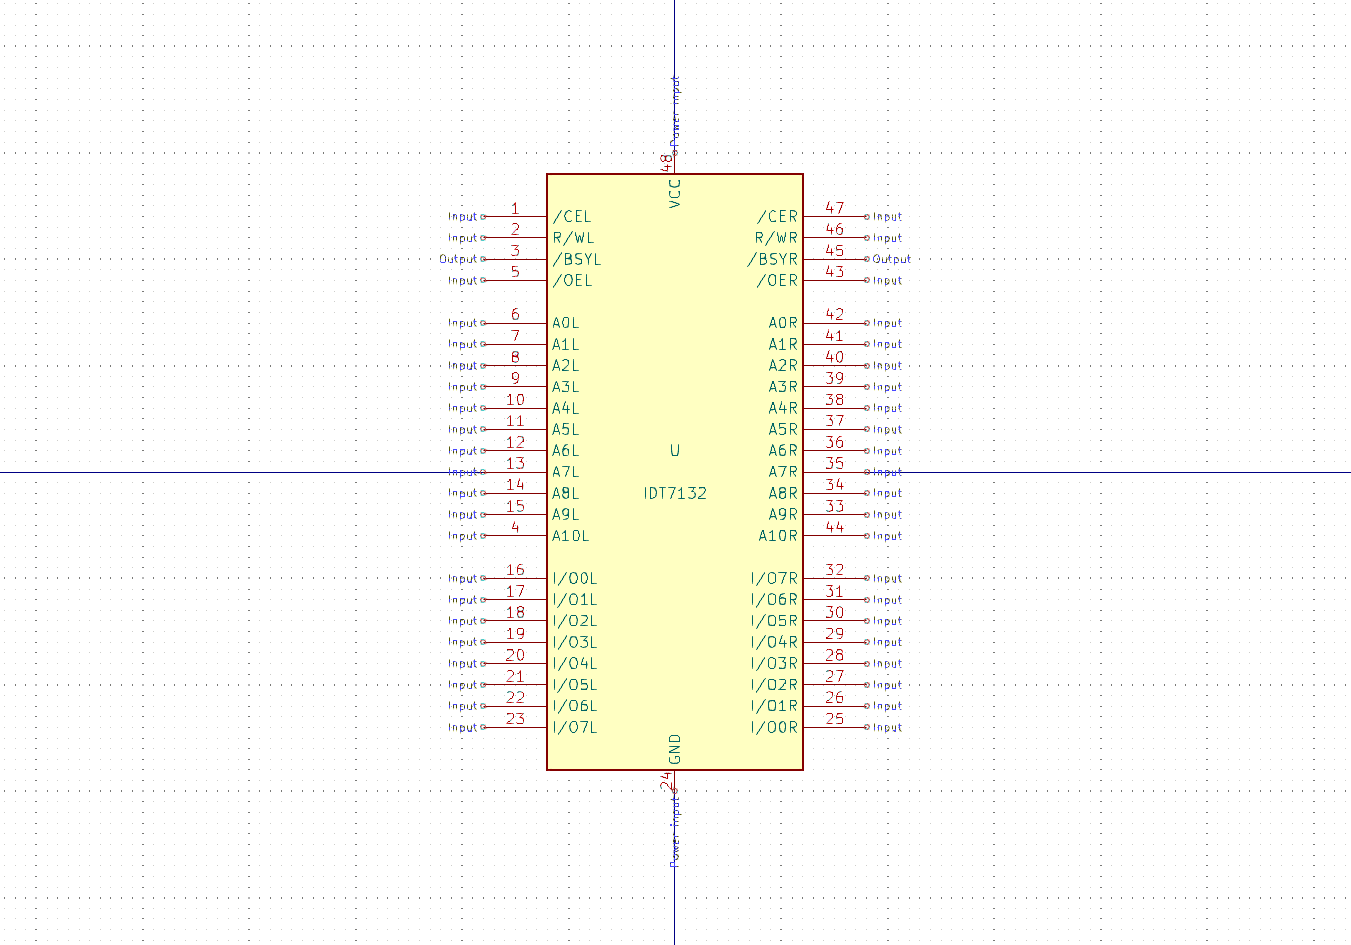 Power input
48
VCC
Input 1 /CEL /CER 47 Input
Input 2 R/WL R/WR 46 Input
Output 3 /BSYL /BSYR 45 Output
Input 5 /OEL /OER 43 Input
Input 6 A0L A0R 42 Input
Input 7 A1L A1R 41 Input
Input 8 A2L A2R 40 Input
Input 9 A3L A3R 39 Input
Input 10 A4L A4R 38 Input
Input 11 A5L A5R 37 Input
Input 12 A6L U A6R 36 Input
Input 13 A7L A7R 35 Input
Input 14 A8L IDT7132 A8R 34 Input
Input 15 A9L A9R 33 Input
Input 4 A10L A10R 44 Input
Input 16 I/O0L I/O7R 32 Input
Input 17 I/O1L I/O6R 31 Input
Input 18 I/O2L I/O5R 30 Input
Input 19 I/O3L I/O4R 29 Input
Input 20 I/O4L I/O3R 28 Input
Input 21 I/O5L I/O2R 27 Input
Input 22 I/O6L I/O1R 26 Input
Input 23 I/O7L I/O0R 25 Input
GND
24
Power input